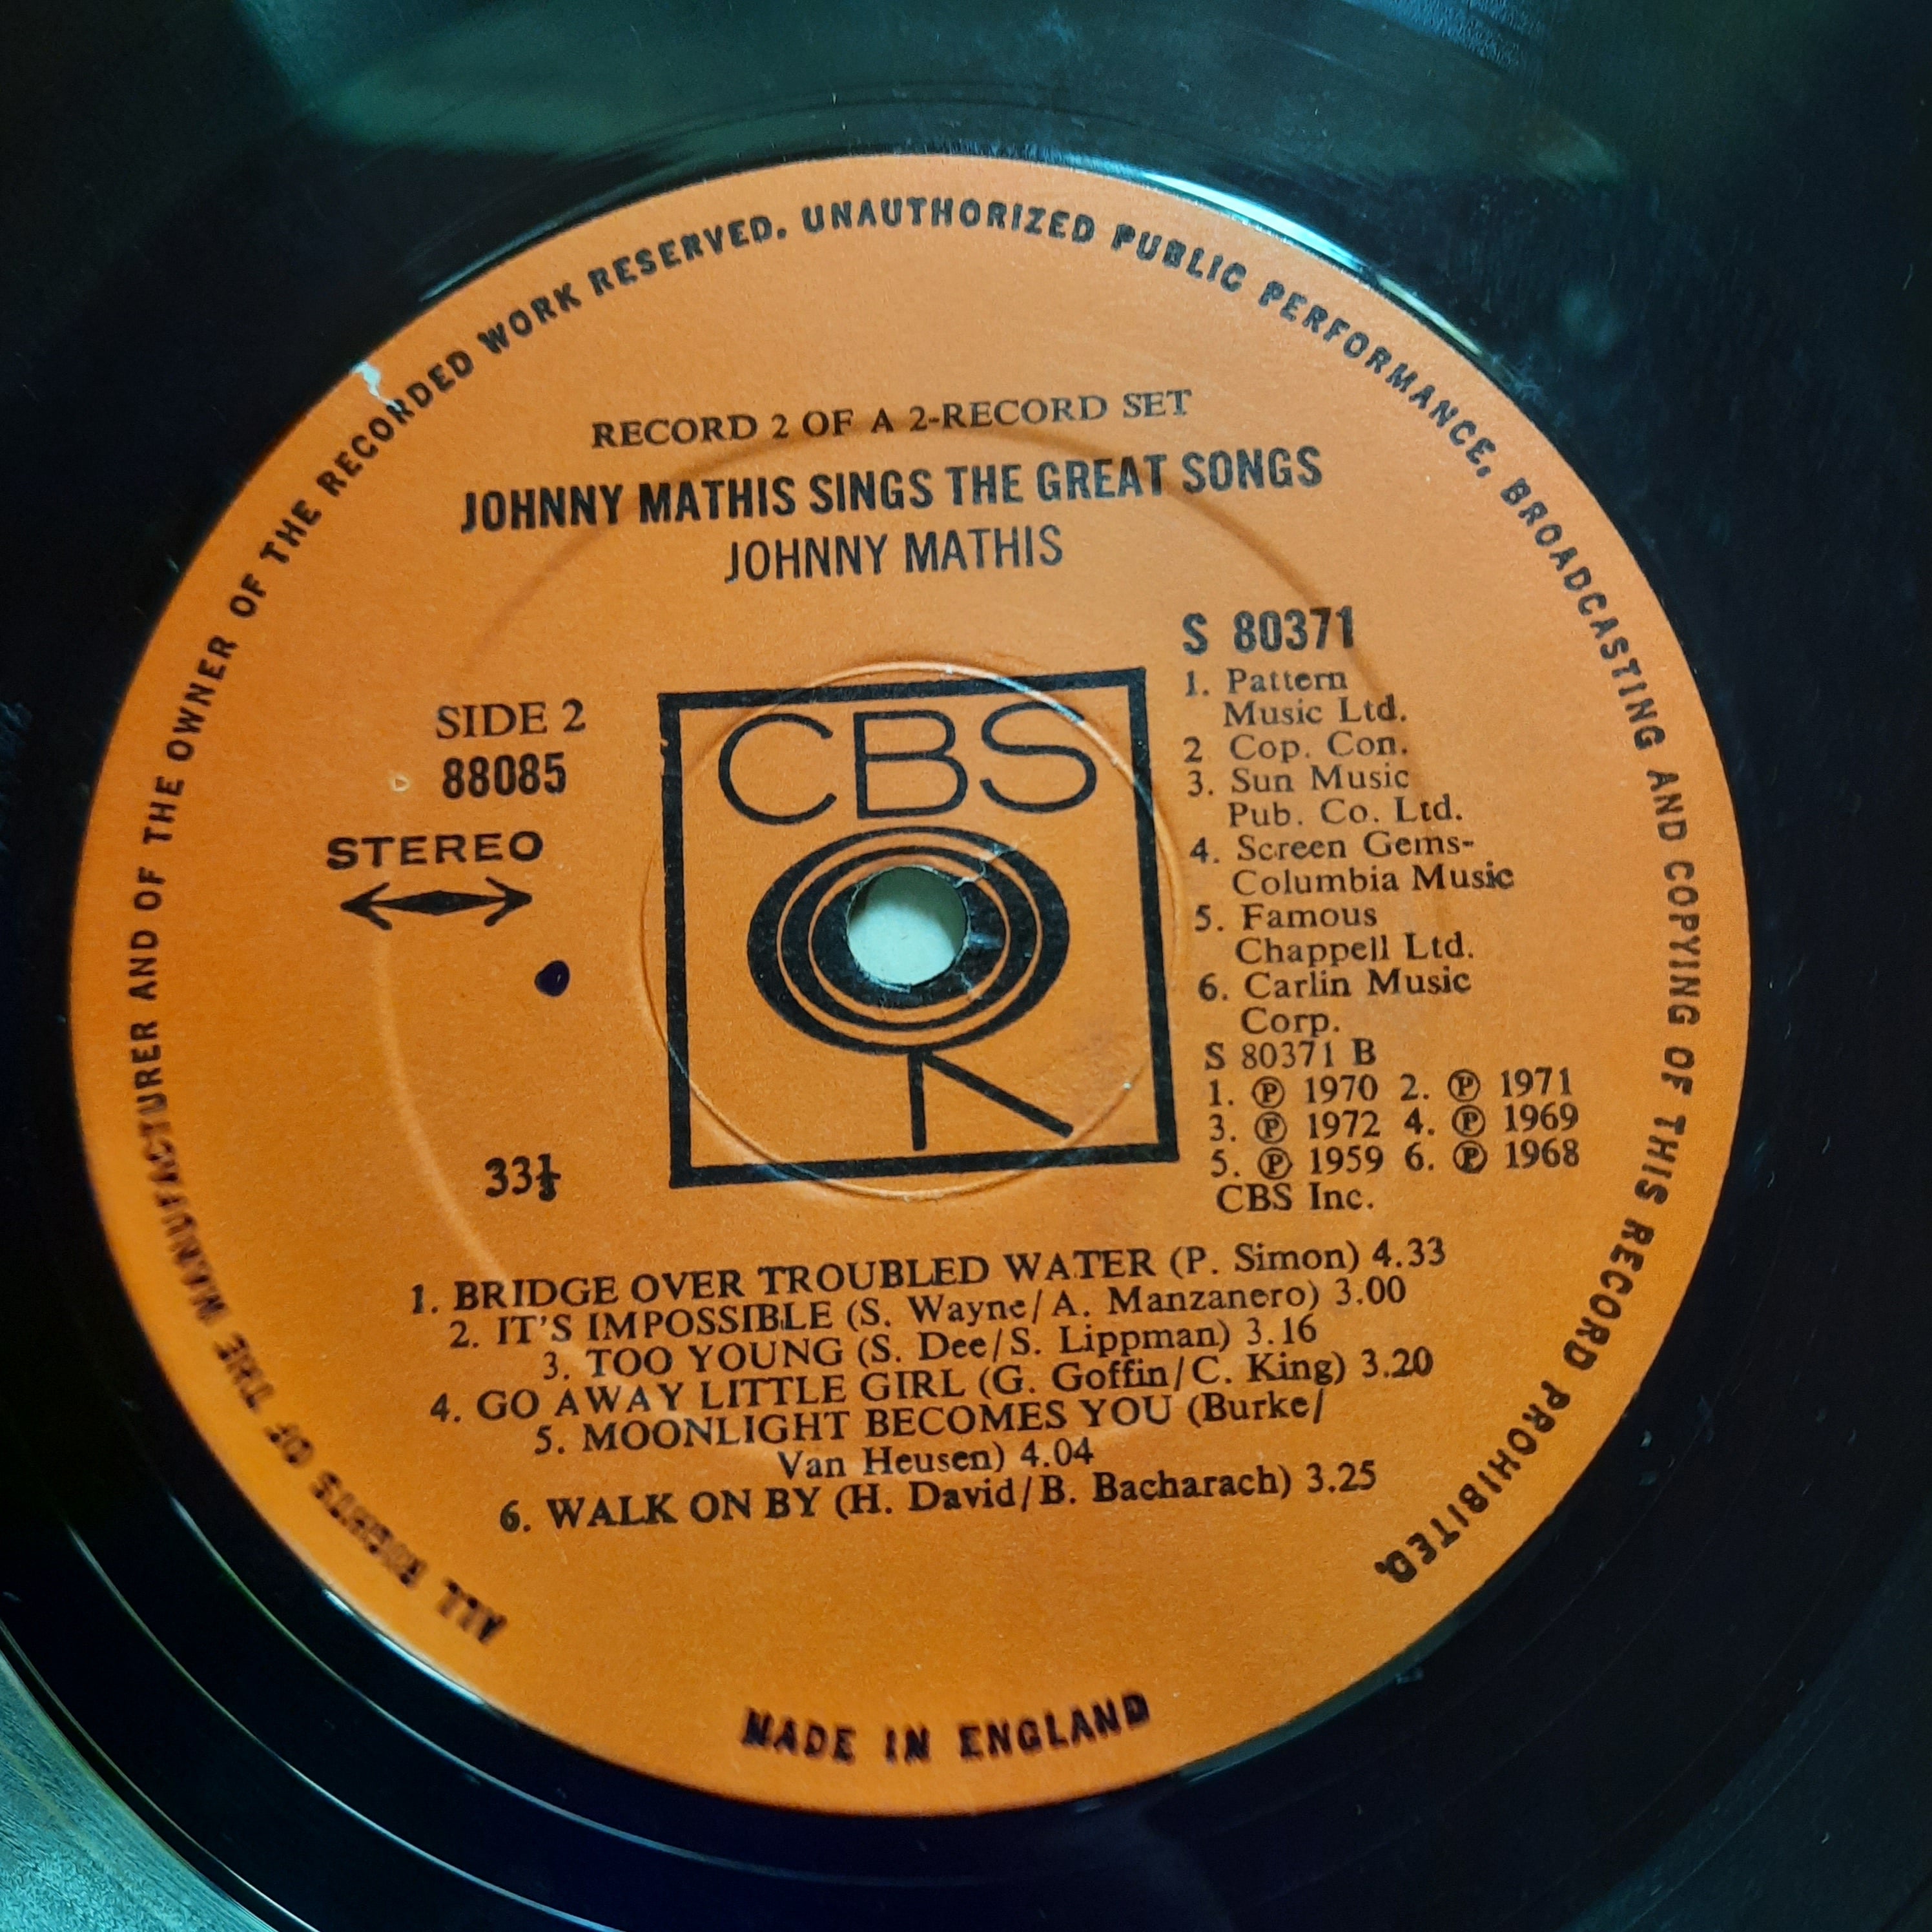 ALL RIGHTS OF THE MANUFACTURER AND OF THE OWNER OF THE RECORDED WORK RESERVED. UNAUTHORIZED PUBLIC PERFORMANCE, BROADCASTING AND COPYING OF THIS RECORD PROHIBITED.
RECORD 2 OF A 2-RECORD SET
JOHNNY MATHIS SINGS THE GREAT SONGS
JOHNNY MATHIS
SIDE 2
88085
STEREO
33⅓
CBS
S 80371
1. Pattern
Music Ltd.
2 Cop. Con.
3. Sun Music
Pub. Co. Ltd.
4. Screen Gems-
Columbia Music
5. Famous
Chappell Ltd.
6. Carlin Music
Corp.
S 80371 B
1. ℗ 1970 2. ℗ 1971
3. ℗ 1972 4. ℗ 1969
5. ℗ 1959 6. ℗ 1968
CBS Inc.
1. BRIDGE OVER TROUBLED WATER (P. Simon) 4.33
2. IT'S IMPOSSIBLE (S. Wayne/A. Manzanero) 3.00
3. TOO YOUNG (S. Dee/S. Lippman) 3.16
4. GO AWAY LITTLE GIRL (G. Goffin/C. King) 3.20
5. MOONLIGHT BECOMES YOU (Burke/
Van Heusen) 4.04
6. WALK ON BY (H. David/B. Bacharach) 3.25
MADE IN ENGLAND